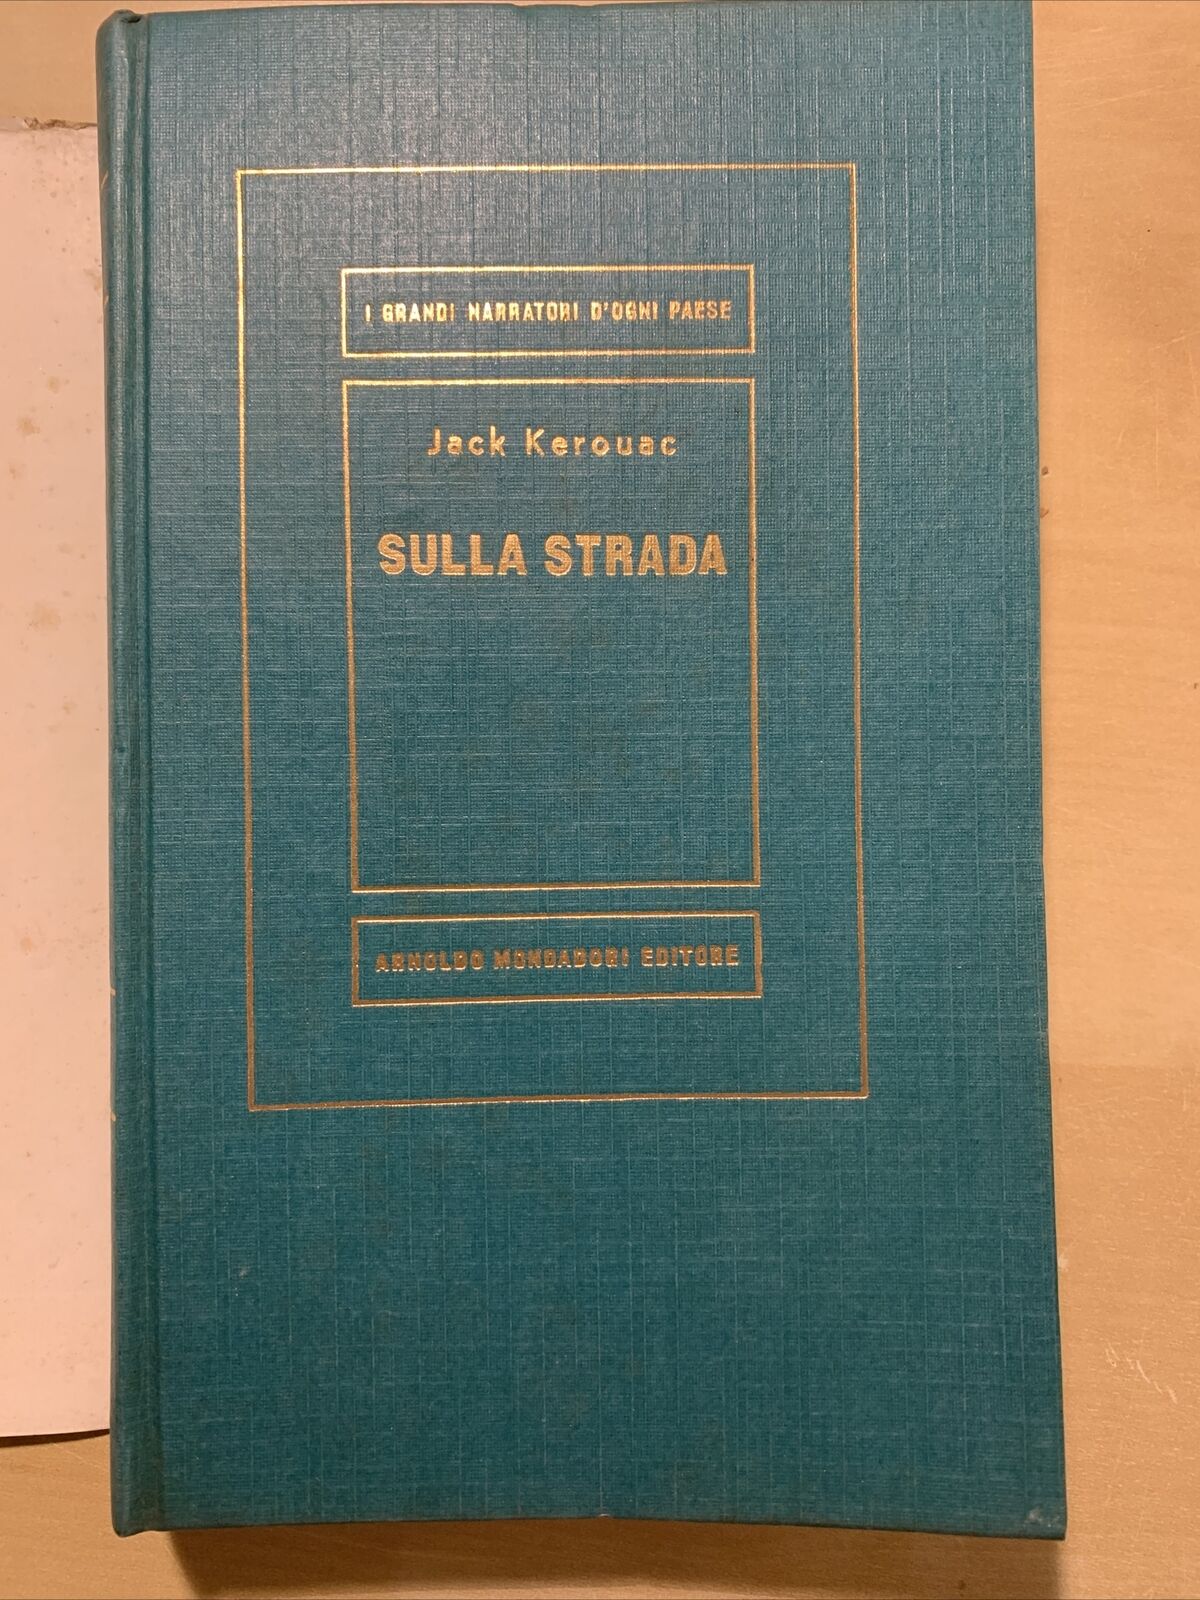 I GRANDI NARRATORI D'OGNI PAESE
Jack Kerouac
SULLA STRADA
ARNOLDO MONDADORI EDITORE